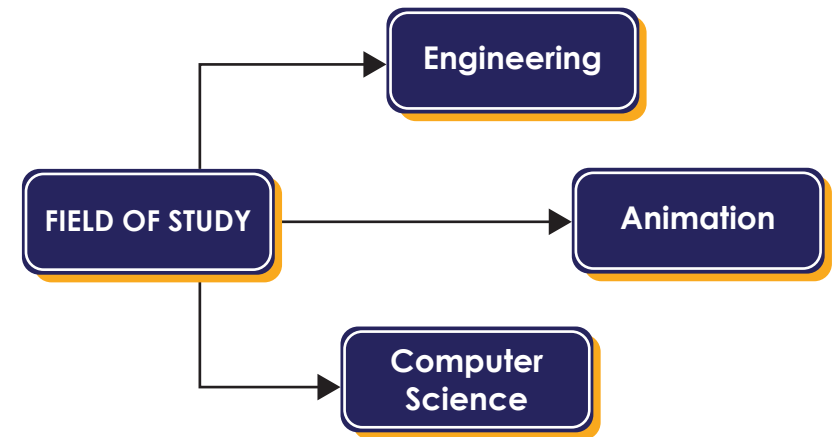 Engineering
FIELD OF STUDY
Animation
Computer
Science